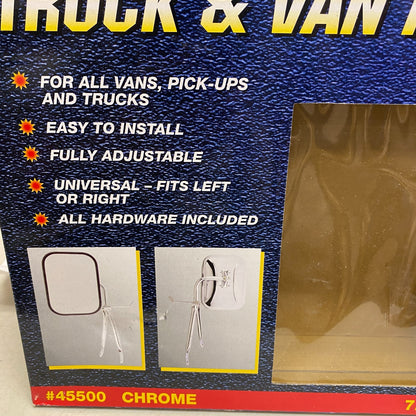 TRUCK & VAN
FOR ALL VANS, PICK-UPS
AND TRUCKS
EASY TO INSTALL
FULLY ADJUSTABLE
UNIVERSAL – FITS LEFT
OR RIGHT
ALL HARDWARE INCLUDED
#45500 CHROME 7